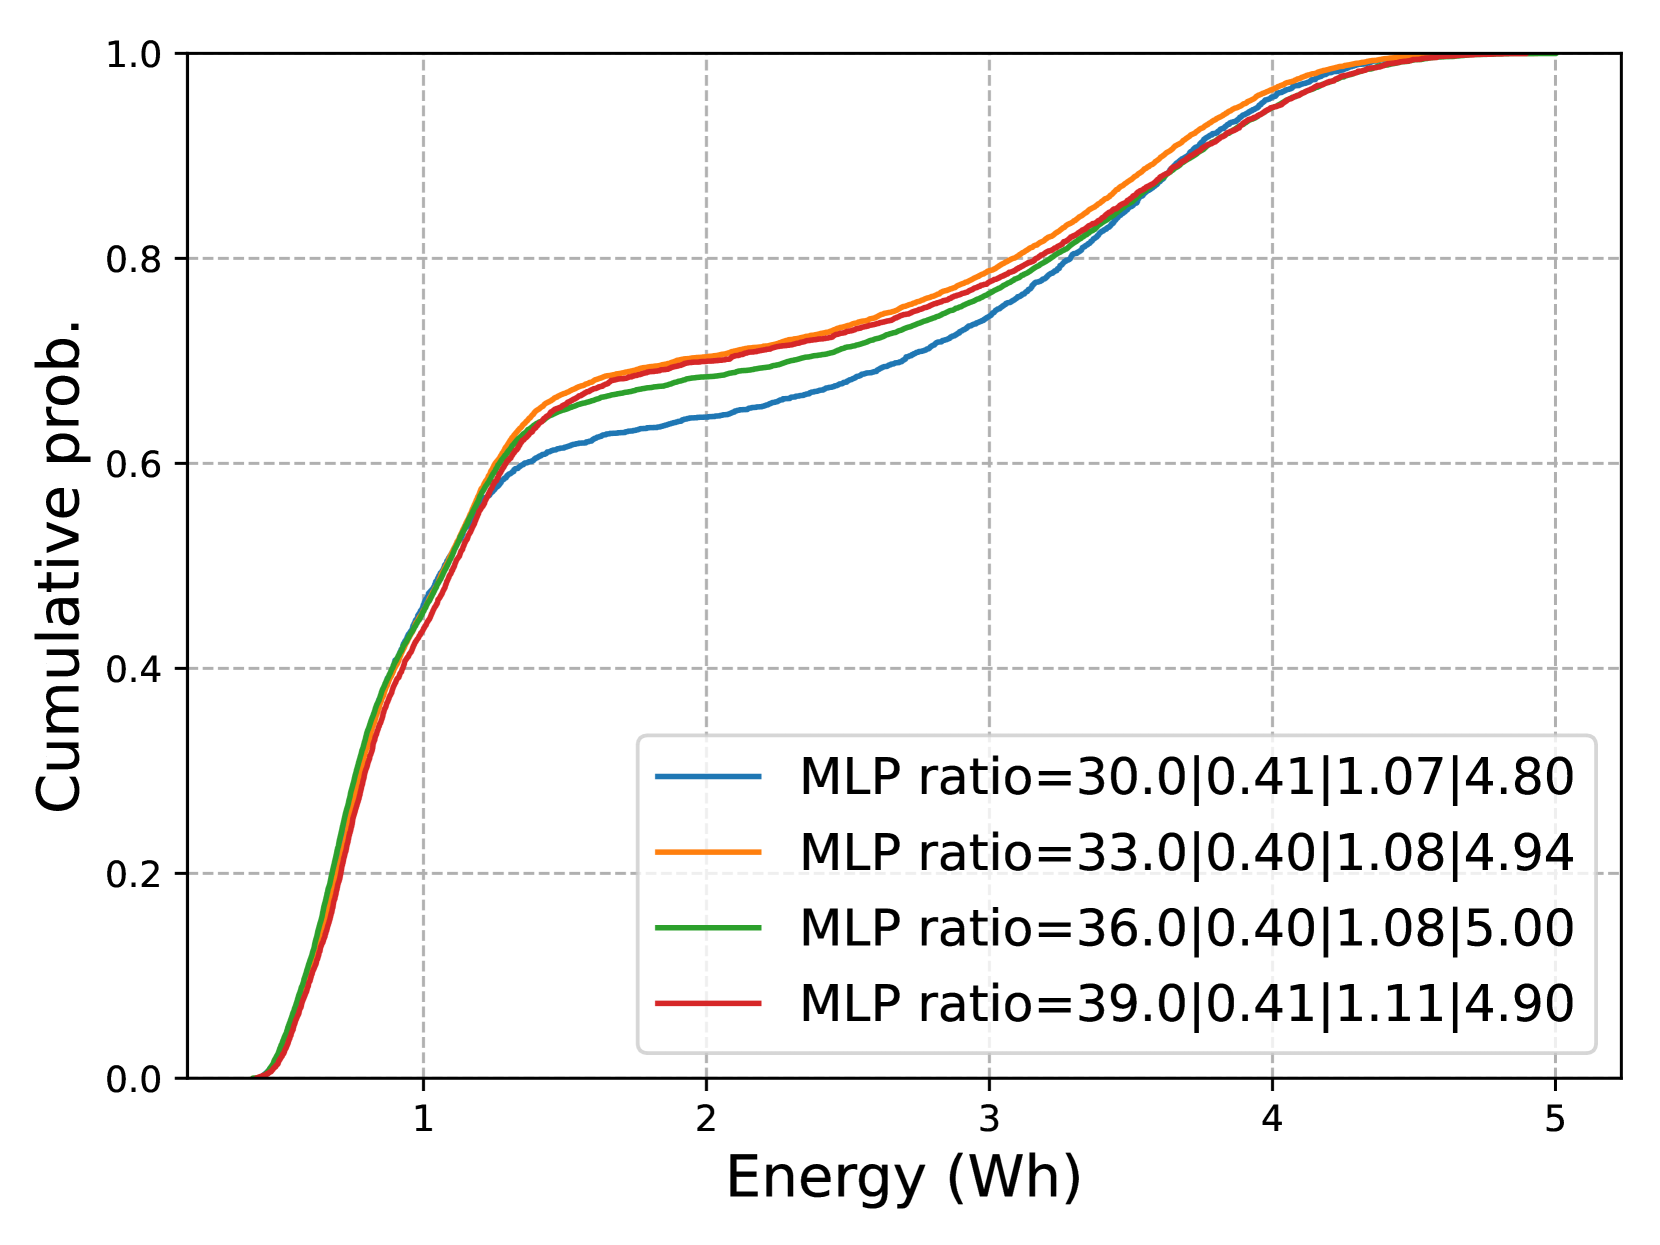 1.0
0.8
0.6
0.4
0.2
0.0
Cumulative prob.
MLP ratio=30.0|0.41|1.07|4.80
MLP ratio=33.0|0.40|1.08|4.94
MLP ratio=36.0|0.40|1.08|5.00
MLP ratio=39.0|0.41|1.11|4.90
1 2 3 4 5
Energy (Wh)